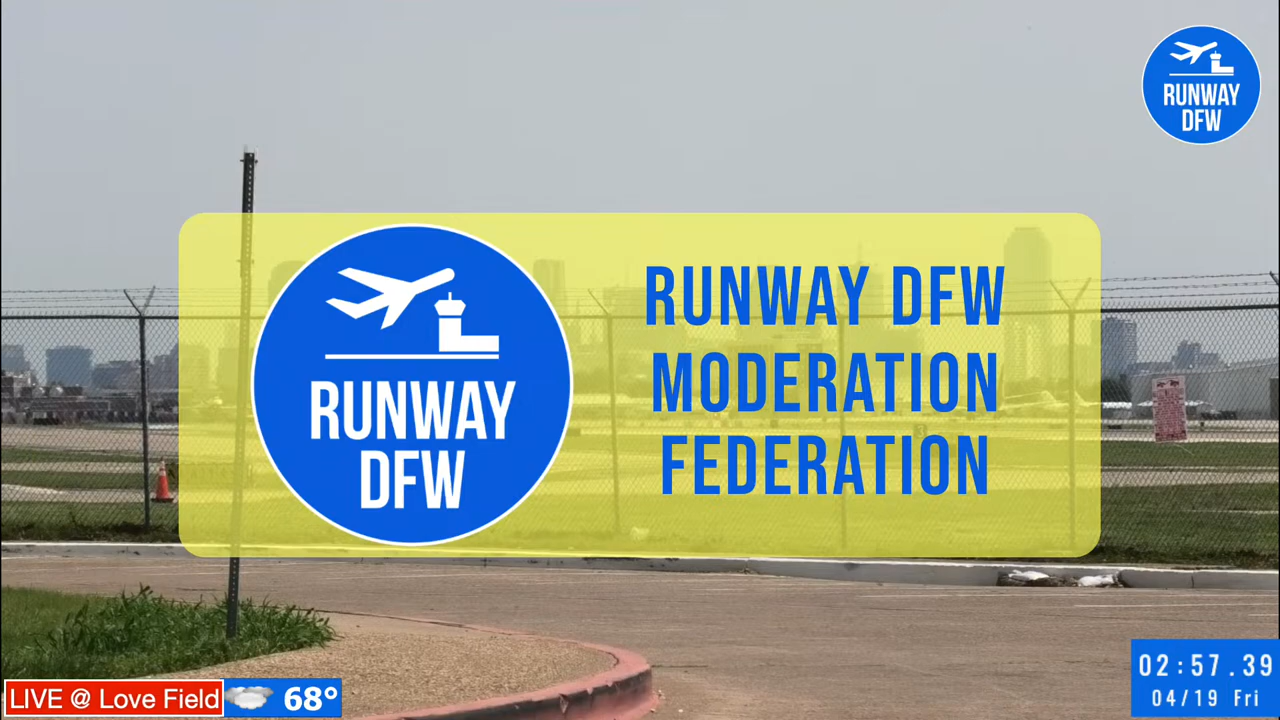 RUNWAY
DFW
RUNWAY DFW
MODERATION
FEDERATION
RUNWAY
DFW
LIVE @ Love Field
68°
02:57.39
04/19 Fri